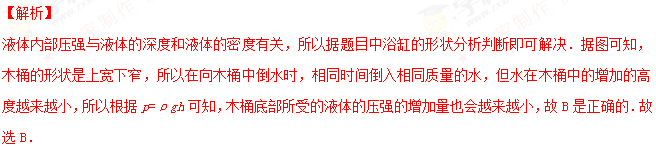 【解析】
液体内部压强与液体的深度和液体的密度有关，所以据题目中浴缸的形状分析判断即可解决．据图可知，
木桶的形状是上宽下窄，所以在向木桶中倒水时，相同时间倒入相同质量的水，但水在木桶中的增加的高
度越来越小，所以根据 p=ρgh 可知，木桶底部所受的液体的压强的增加量也会越来越小，故 B 是正确的．故
选 B．